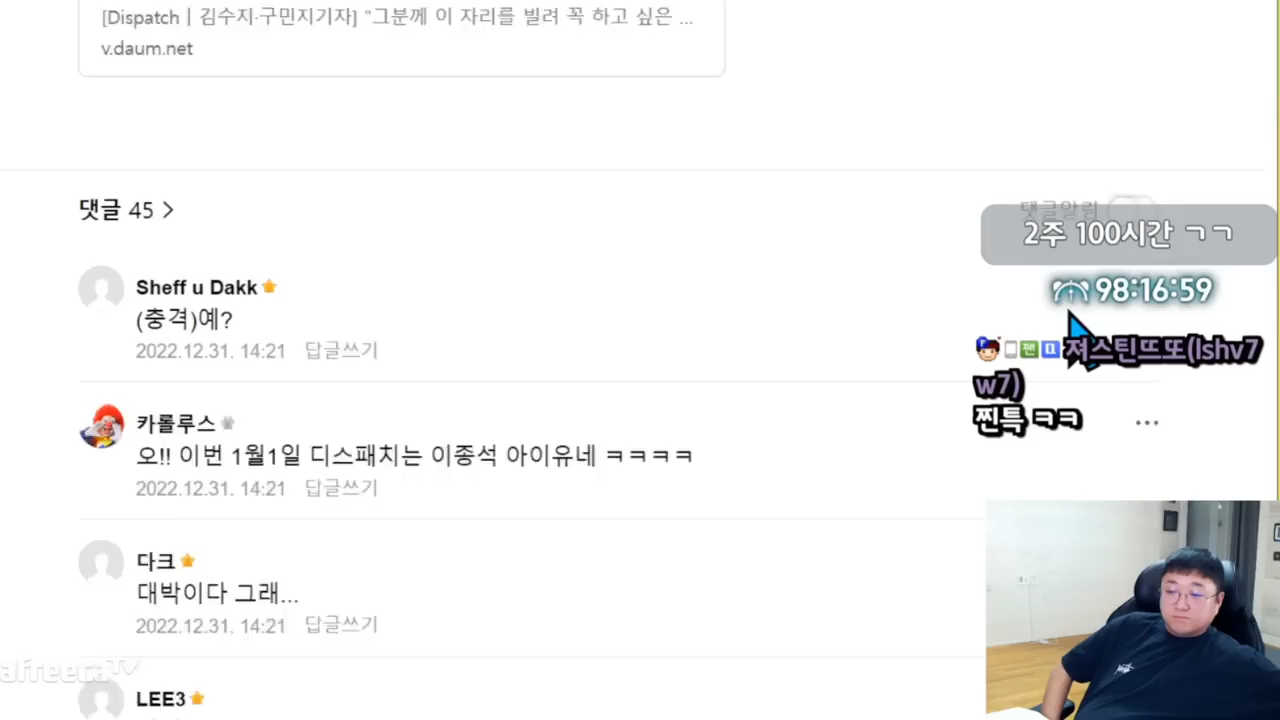 [Dispatch | 김수지·구민지기자] "그분께 이 자리를 빌려 꼭 하고 싶은 ...
v.daum.net
댓글 45 >
댓글알림
2주 100시간 ㄱㄱ
98:16:59
Sheff u Dakk
(충격)예?
2022.12.31. 14:21 답글쓰기
져스틴뜨또(lshv7
w7)
찐특 ㅋㅋ
카롤루스
오!! 이번 1월1일 디스패치는 이종석 아이유네 ㅋㅋㅋㅋ
2022.12.31. 14:21 답글쓰기
다크
대박이다 그래...
2022.12.31. 14:21 답글쓰기
afreecaTV
LEE3